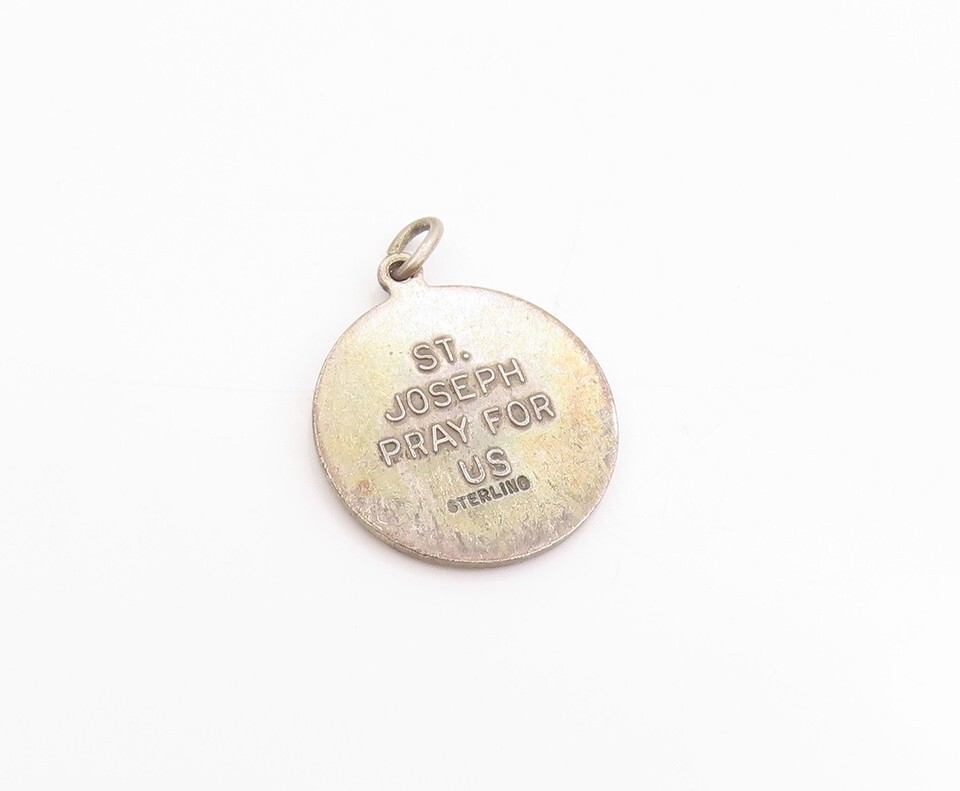 ST.
JOSEPH
PRAY FOR
US
STERLING